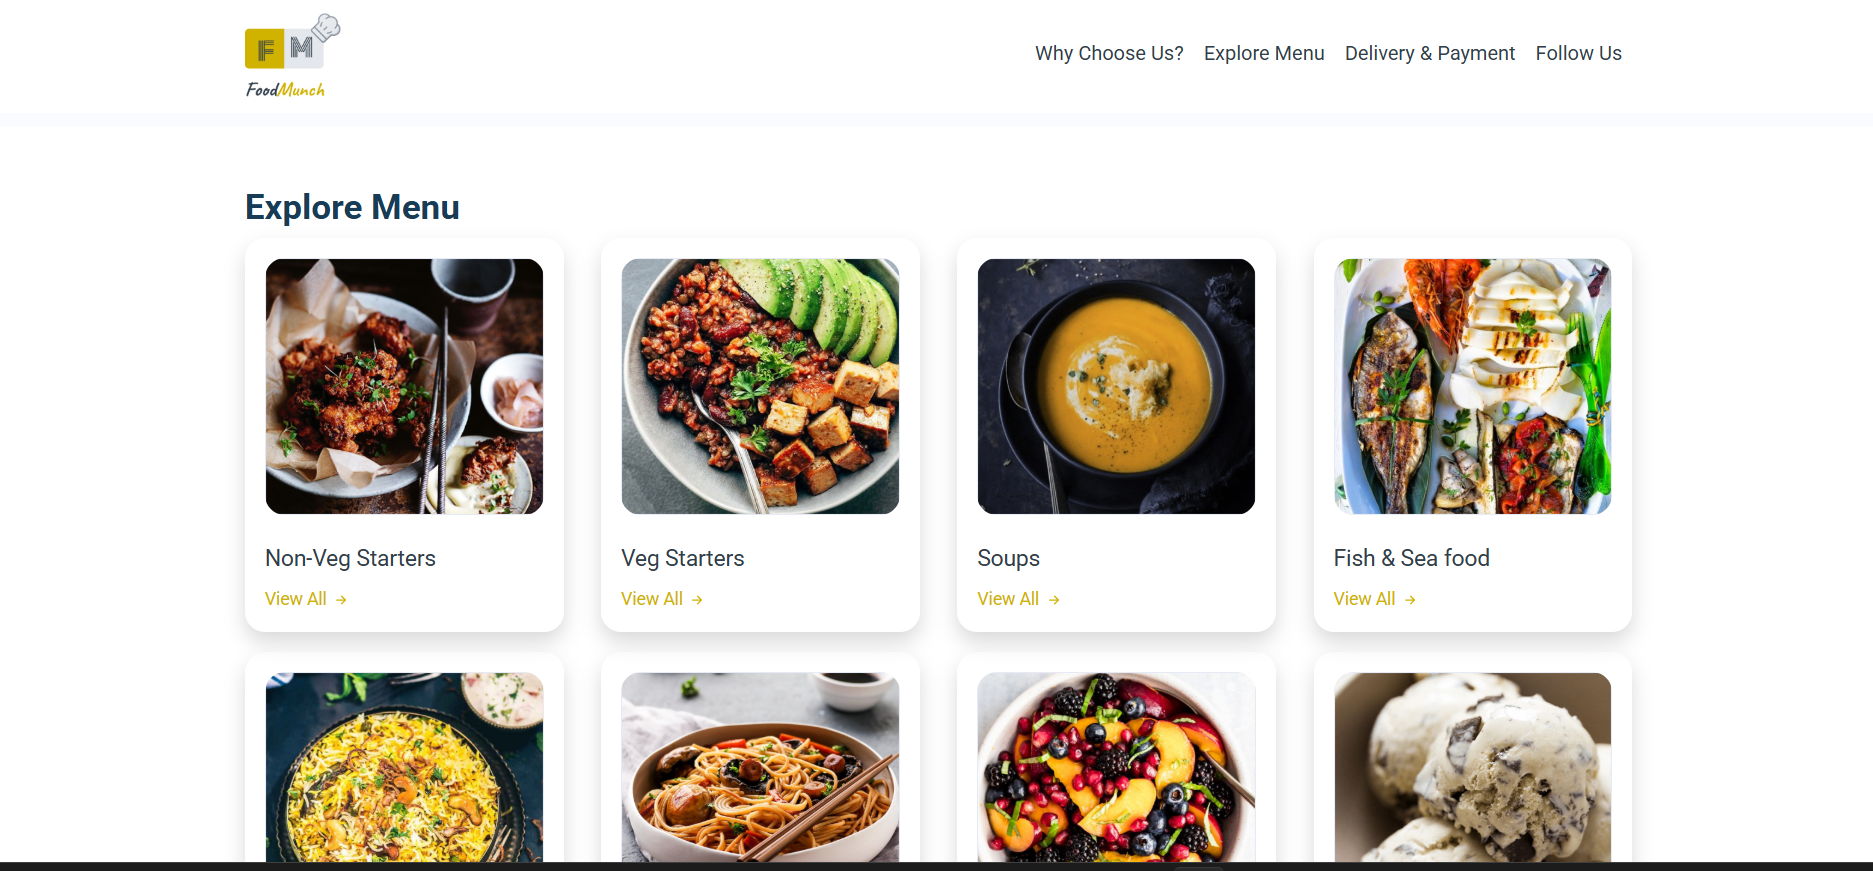 F M
FoodMunch
Why Choose Us? Explore Menu Delivery & Payment Follow Us
Explore Menu
Non-Veg Starters
View All →
Veg Starters
View All →
Soups
View All →
Fish & Sea food
View All →